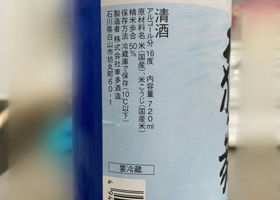 清酒
アルコール分 16度 内容量 720ml
原材料名 米(国産)、米こうじ(国産米)
精米歩合 50%
保存方法 冷蔵庫で保存(10℃以下)
製造者 株式会社 車多酒造
石川県白山市坊丸町60-1
要冷蔵